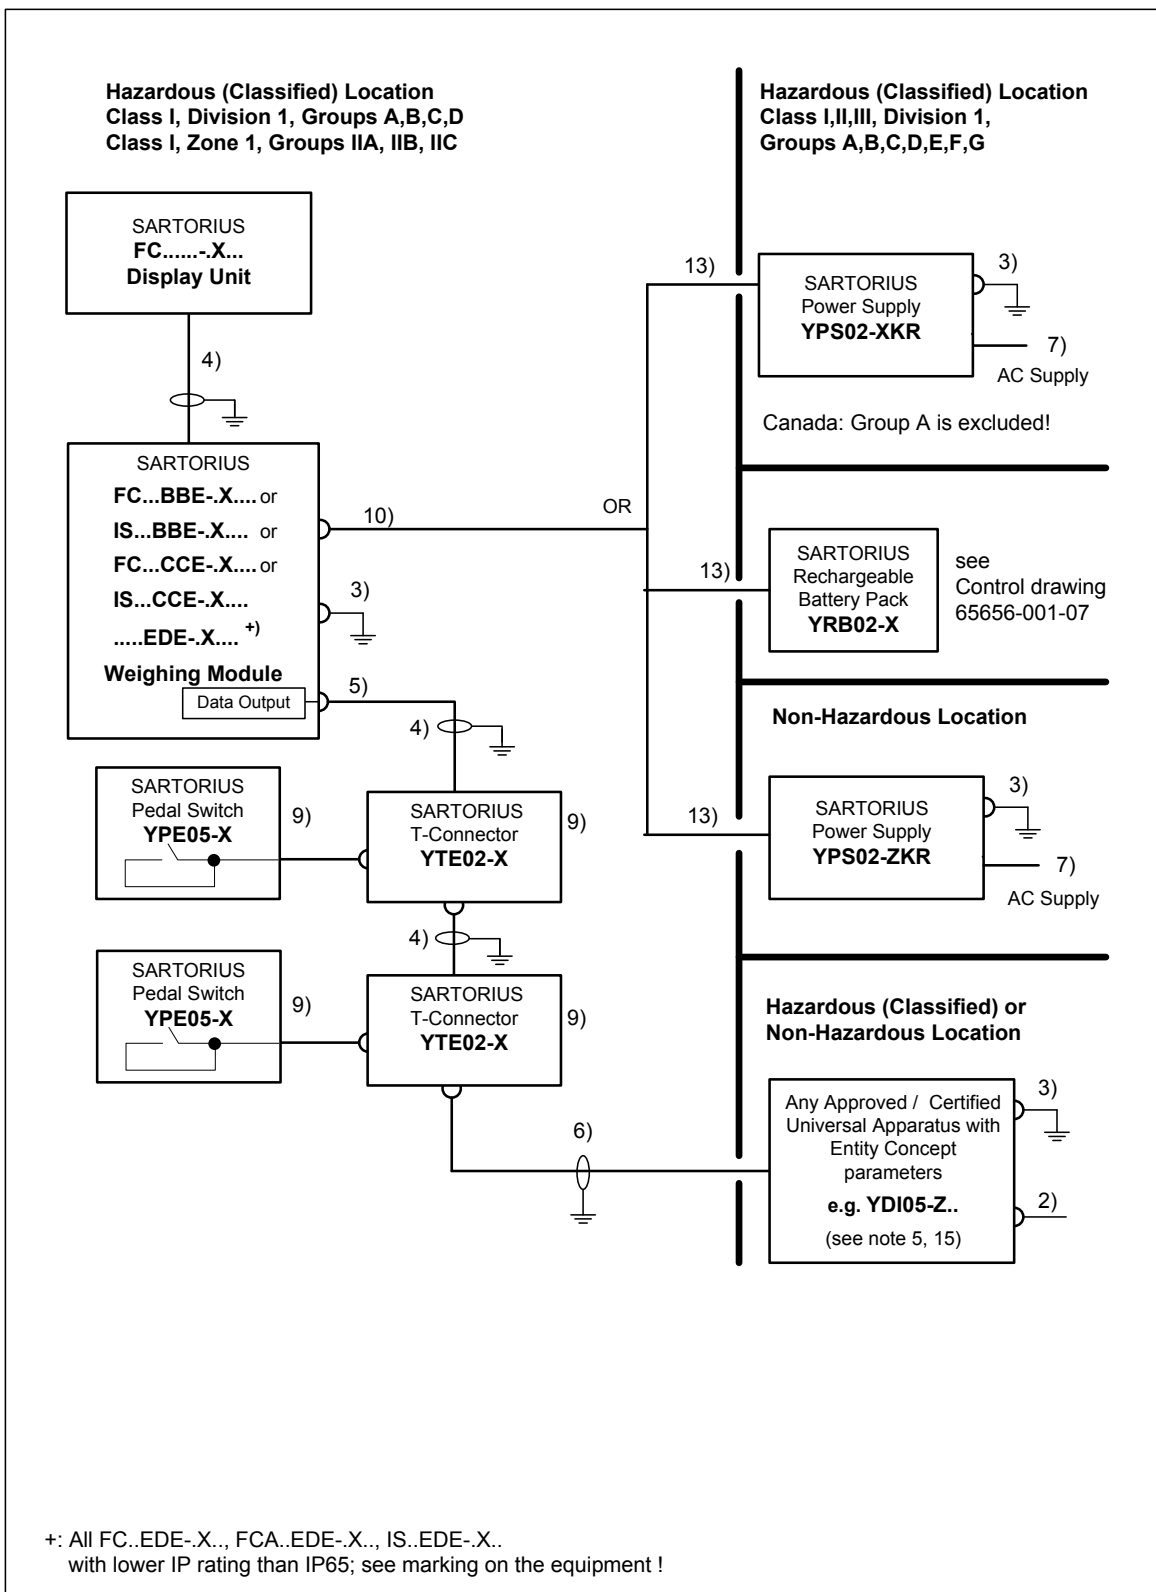 Hazardous (Classified) Location
Class I, Division 1, Groups A,B,C,D
Class I, Zone 1, Groups IIA, IIB, IIC
Hazardous (Classified) Location
Class I,II,III, Division 1,
Groups A,B,C,D,E,F,G
SARTORIUS
FC......-.X...
Display Unit
4)
13)
SARTORIUS
Power Supply
YPS02-XKR
3)
7)
AC Supply
Canada: Group A is excluded!
SARTORIUS
FC...BBE-.X.... or
IS...BBE-.X.... or
FC...CCE-.X.... or
IS...CCE-.X....
.....EDE-.X.... +)
Weighing Module
Data Output
10)
OR
3)
5)
13)
SARTORIUS
Rechargeable
Battery Pack
YRB02-X
see
Control drawing
65656-001-07
Non-Hazardous Location
4)
SARTORIUS
Pedal Switch
YPE05-X
9)
SARTORIUS
T-Connector
YTE02-X
9)
13)
SARTORIUS
Power Supply
YPS02-ZKR
3)
7)
AC Supply
4)
SARTORIUS
Pedal Switch
YPE05-X
9)
SARTORIUS
T-Connector
YTE02-X
9)
Hazardous (Classified) or
Non-Hazardous Location
6)
Any Approved / Certified
Universal Apparatus with
Entity Concept
parameters
e.g. YDI05-Z..
(see note 5, 15)
3)
2)
+: All FC..EDE-.X.., FCA..EDE-.X.., IS..EDE-.X..
with lower IP rating than IP65; see marking on the equipment !